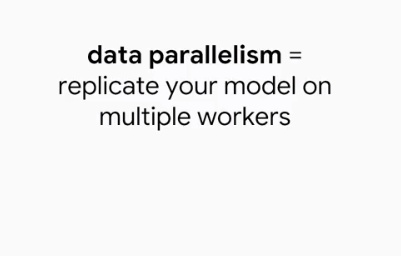 data parallelism =
replicate your model on
multiple workers